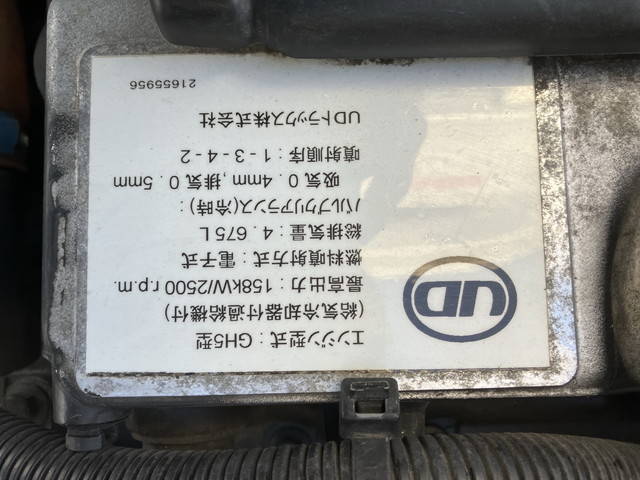 UD
エンジン型式：GH5型
(給気冷却器付過給機付)
最高出力：158kW/2500 r.p.m.
燃料噴射方式：電子式
総排気量：4．675 L
バルブクリアランス(冷時)：
吸気０．4mm ,排気０．5mm
噴射順序：1－3－4－2
UDトラックス株式会社
21655956